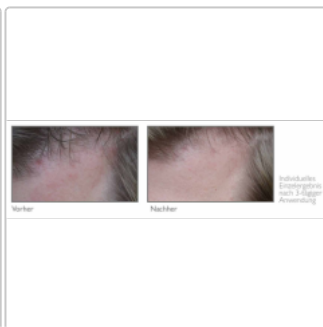 Vorher
Nachher
Individuelles
Einzelergebnis
nach 3-tägiger
Anwendung